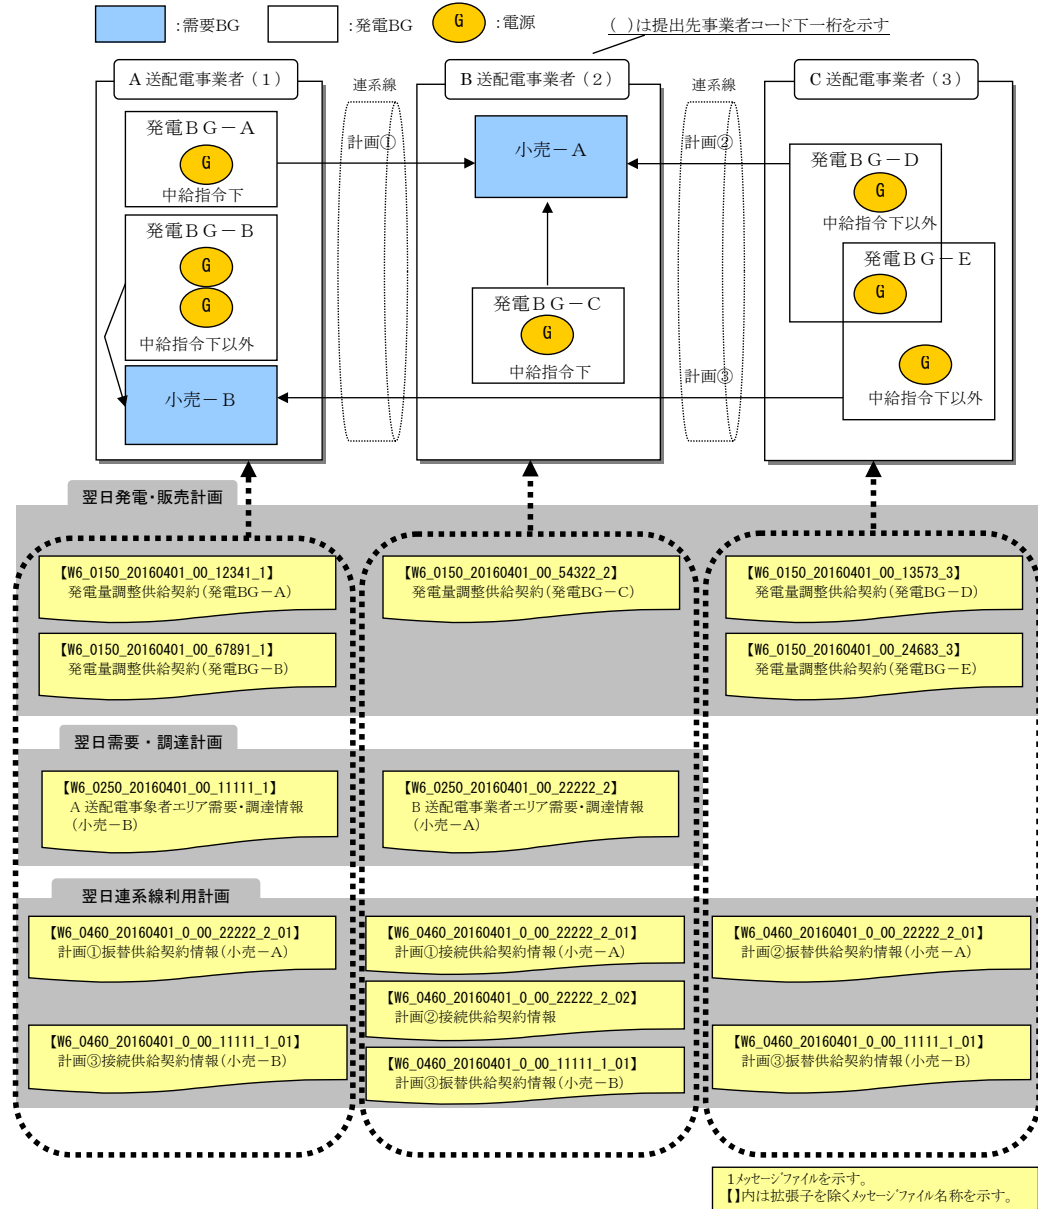 :需要BG
:発電BG
G
:電源
( )は提出先事業者コード下一桁を示す
A 送配電事業者 (1)
連系線
B 送配電事業者 (2)
連系線
C 送配電事業者 (3)
発電BG－A
G
中給指令下
計画①
小売－A
計画②
発電BG－D
G
中給指令下以外
発電BG－B
G
G
中給指令下以外
発電BG－E
G
発電BG－C
G
中給指令下
G
中給指令下以外
小売－B
計画③
翌日発電・販売計画
【W6_0150_20160401_00_12341_1】
発電量調整供給契約(発電BG－A)
【W6_0150_20160401_00_54322_2】
発電量調整供給契約(発電BG－C)
【W6_0150_20160401_00_13573_3】
発電量調整供給契約(発電BG－D)
【W6_0150_20160401_00_67891_1】
発電量調整供給契約(発電BG－B)
【W6_0150_20160401_00_24683_3】
発電量調整供給契約(発電BG－E)
翌日需要・調達計画
【W6_0250_20160401_00_11111_1】
A 送配電事象者エリア需要・調達情報
(小売－B)
【W6_0250_20160401_00_22222_2】
B 送配電事業者エリア需要・調達情報
(小売－A)
翌日連系線利用計画
【W6_0460_20160401_0_00_22222_2_01】
計画①振替供給契約情報(小売－A)
【W6_0460_20160401_0_00_22222_2_01】
計画①接続供給契約情報(小売－A)
【W6_0460_20160401_0_00_22222_2_01】
計画②振替供給契約情報(小売－A)
【W6_0460_20160401_0_00_22222_2_02】
計画②接続供給契約情報
【W6_0460_20160401_0_00_11111_1_01】
計画③接続供給契約情報(小売－B)
【W6_0460_20160401_0_00_11111_1_01】
計画③振替供給契約情報(小売－B)
【W6_0460_20160401_0_00_11111_1_01】
計画③振替供給契約情報(小売－B)
1メッセージファイルを示す。
【】内は拡張子を除くメッセージファイル名称を示す。